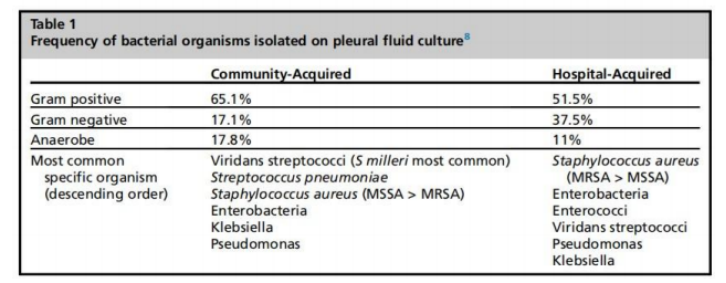 Table 1
Frequency of bacterial organisms isolated on pleural fluid culture8
Community-Acquired Hospital-Acquired
Gram positive 65.1% 51.5%
Gram negative 17.1% 37.5%
Anaerobe 17.8% 11%
Most common Viridans streptococci (S milleri most common) Staphylococcus aureus
specific organism Streptococcus pneumoniae (MRSA > MSSA)
(descending order) Staphylococcus aureus (MSSA > MRSA) Enterobacteria
Enterobacteria Enterococci
Klebsiella Viridans streptococci
Pseudomonas Pseudomonas
Klebsiella